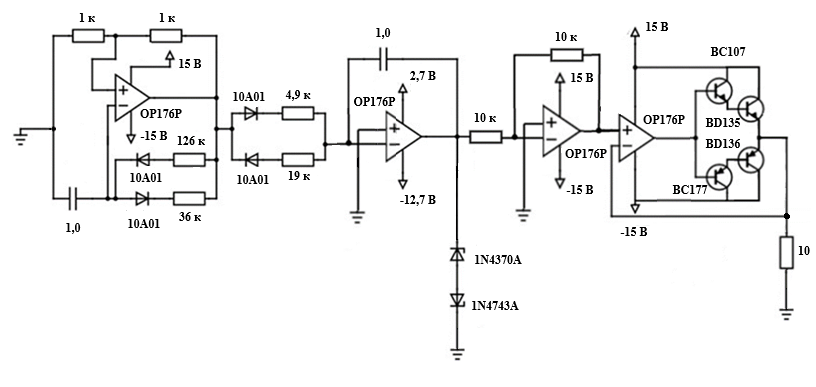 1 к
1 к
15 В
OP176P
-15 В
126 к
10A01
10A01
36 к
1,0
10A01
4,9 к
10A01
19 к
1,0
2,7 В
OP176P
-12,7 В
1N4370A
1N4743A
10 к
10 к
15 В
OP176P
-15 В
15 В
OP176P
-15 В
BC107
BD135
BD136
BC177
10